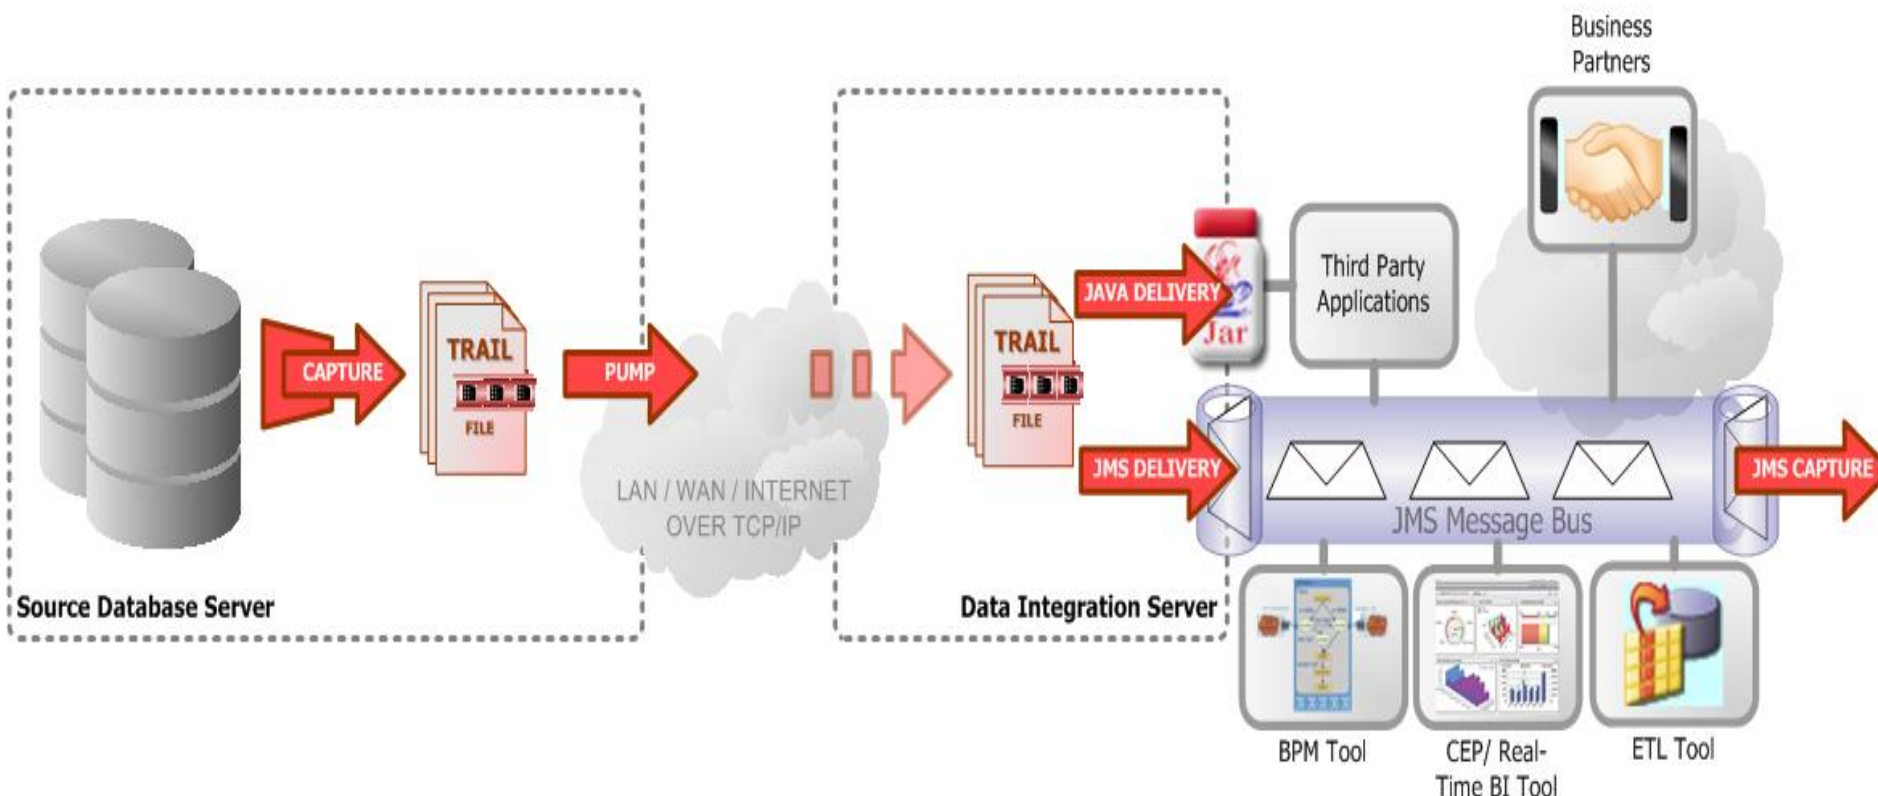 Business
Partners
Third Party
Applications
JAVA DELIVERY
Jar
TRAIL
FILE
CAPTURE
PUMP
TRAIL
FILE
LAN / WAN / INTERNET
OVER TCP/IP
JMS DELIVERY
JMS CAPTURE
JMS Message Bus
Source Database Server
Data Integration Server
BPM Tool
CEP/ Real-
Time BI Tool
ETL Tool